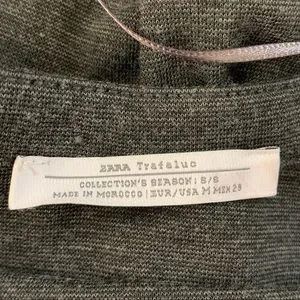 ZARA Trafaluc
COLLECTION'S SEASON: S/S
MADE IN MOROCCO | EUR/USA M MEX 28